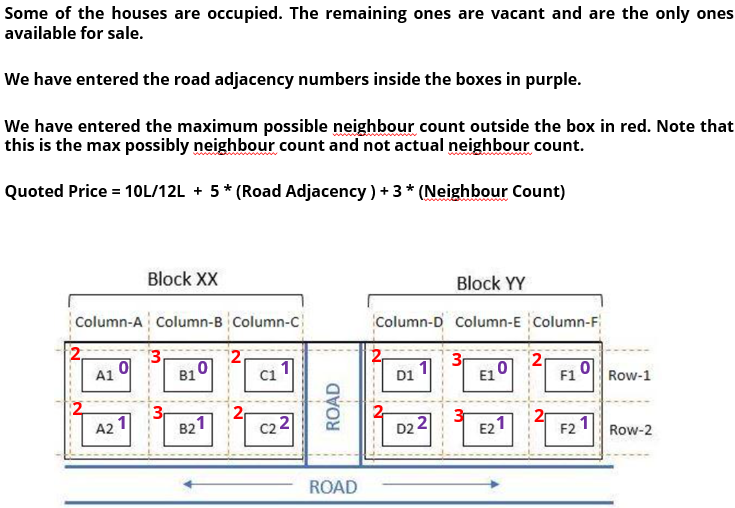 Some of the houses are occupied. The remaining ones are vacant and are the only ones
available for sale.
We have entered the road adjacency numbers inside the boxes in purple.
We have entered the maximum possible neighbour count outside the box in red. Note that
this is the max possibly neighbour count and not actual neighbour count.
Quoted Price = 10L/12L + 5 * (Road Adjacency ) + 3 * (Neighbour Count)
Block XX Block YY
Column-A Column-B Column-C Column-D Column-E Column-F
2 3 2 2 3 2
A1 0 B1 0 C1 1 D1 1 E1 0 F1 0 Row-1
ROAD
2 3 2 2 3 2
A2 1 B2 1 C2 2 D2 2 E2 1 F2 1 Row-2
ROAD